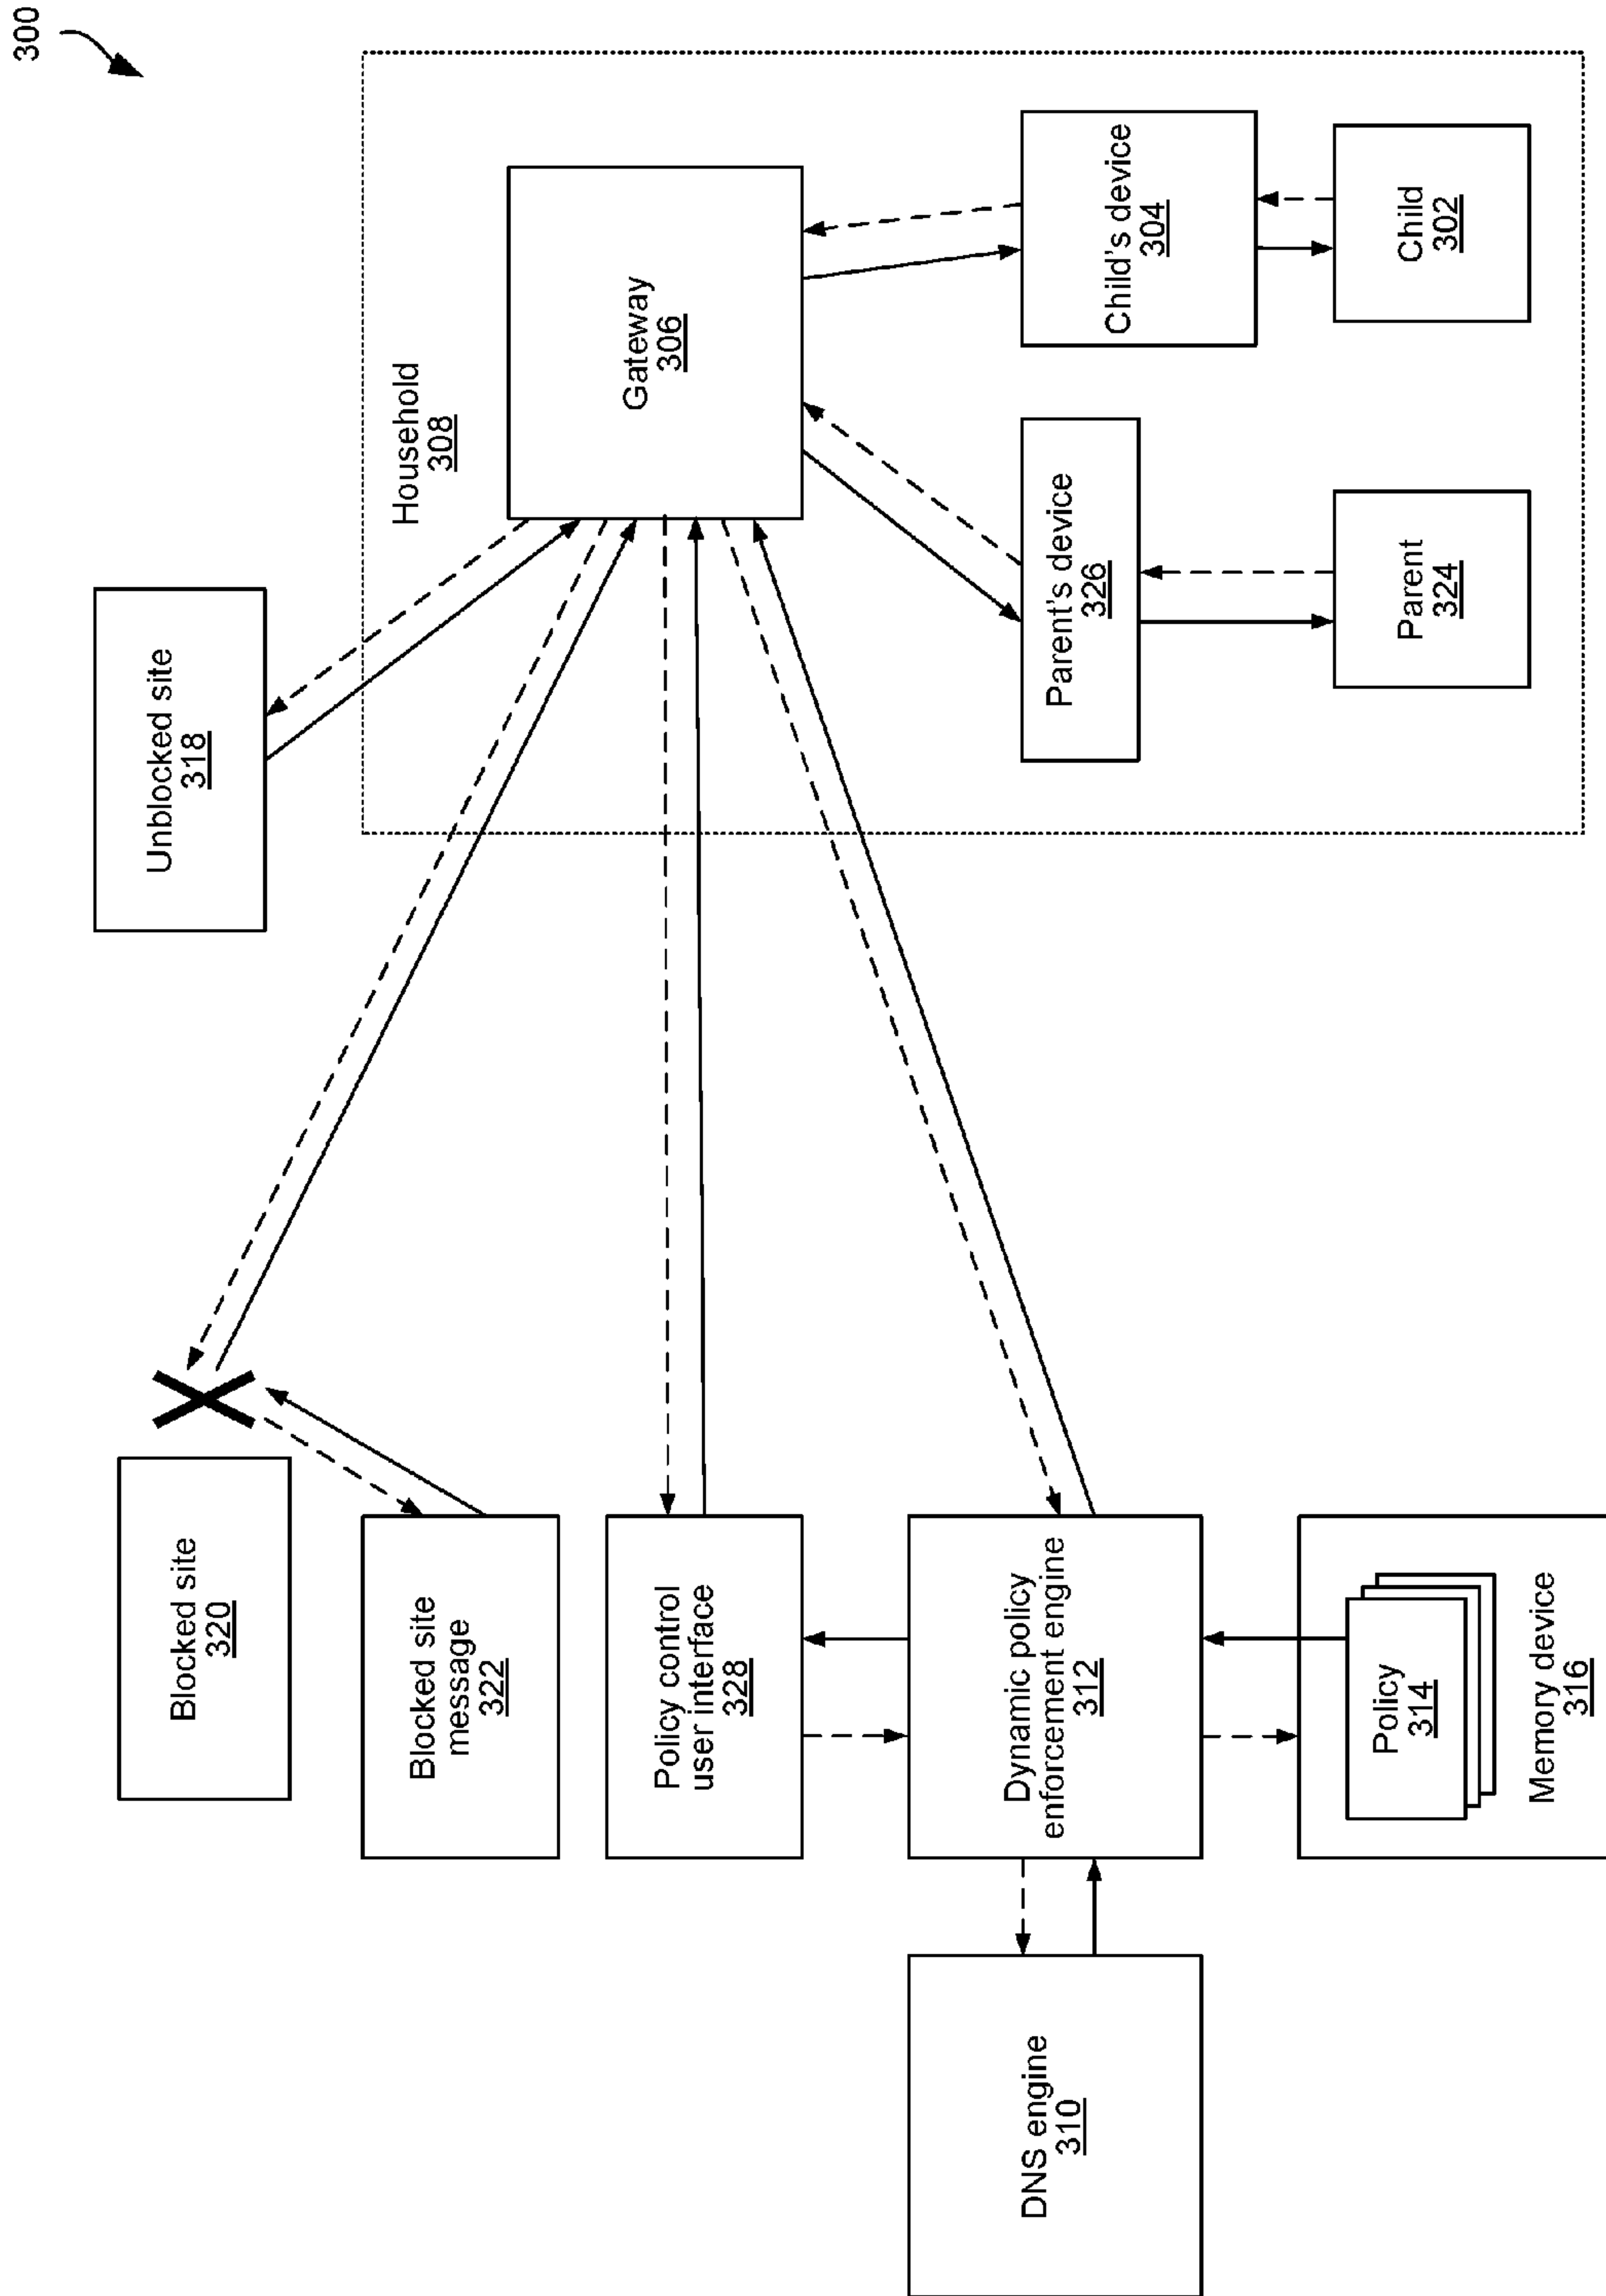 300
Household
308
Gateway
306
Child's device
304
Child
302
Parent's device
326
Parent
324
Unblocked site
318
Blocked site
320
Blocked site
message
322
Policy control
user interface
328
Dynamic policy
enforcement engine
312
Policy
314
Memory device
316
DNS engine
310